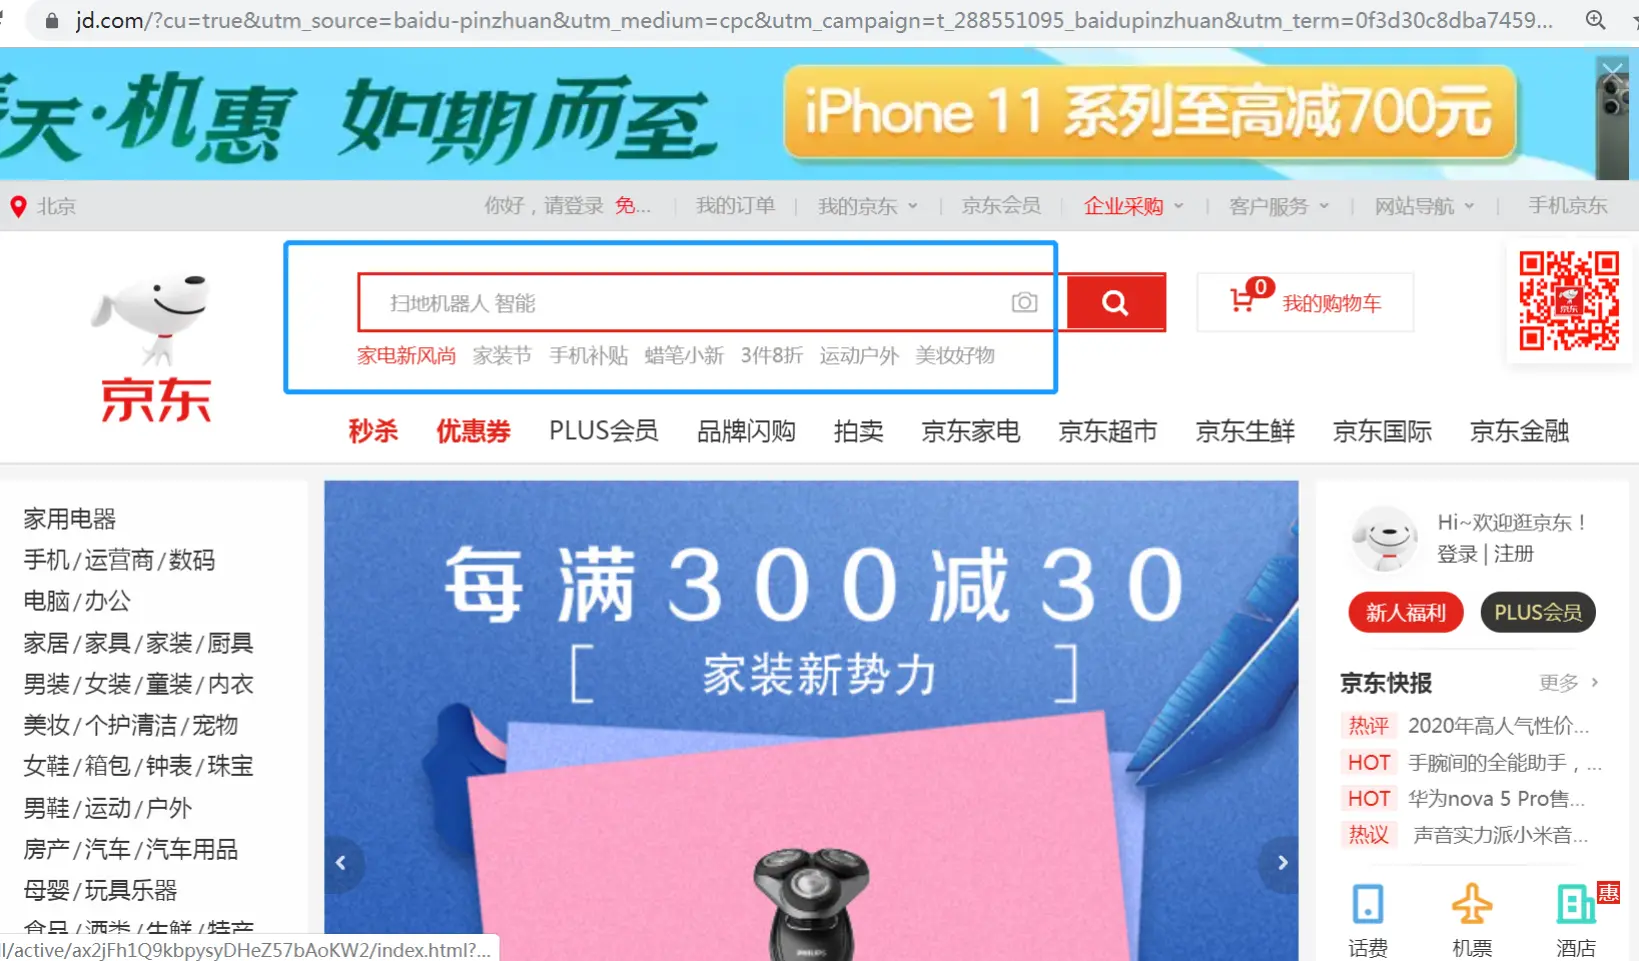 jd.com/?cu=true&utm_source=baidu-pinzhuan&utm_medium=cpc&utm_campaign=t_288551095_baidupinzhuan&utm_term=0f3d30c8dba7459...
天·机惠 如期而至 iPhone 11 系列至高减700元
北京 你好，请登录 免... 我的订单 我的京东 京东会员 企业采购 客户服务 网站导航 手机京东
扫地机器人 智能
0 我的购物车
家电新风尚 家装节 手机补贴 蜡笔小新 3件8折 运动户外 美妆好物
京东
京东
秒杀 优惠券 PLUS会员 品牌闪购 拍卖 京东家电 京东超市 京东生鲜 京东国际 京东金融
家用电器
手机/运营商/数码
电脑/办公
家居/家具/家装/厨具
男装/女装/童装/内衣
美妆/个护清洁/宠物
女鞋/箱包/钟表/珠宝
男鞋/运动/户外
房产/汽车/汽车用品
母婴/玩具乐器
食品/酒类/生鲜/特产
l/active/ax2jFh1Q9kbpysyDHeZ57bAoKW2/index.html?...
每满300减30
[家装新势力]
PHILIPS
Hi~欢迎逛京东！
登录|注册
新人福利 PLUS会员
京东快报 更多
热评 2020年高人气性价...
HOT 手腕间的全能助手，...
HOT 华为nova 5 Pro售...
热议 声音实力派小米音...
惠
话费 机票 酒店